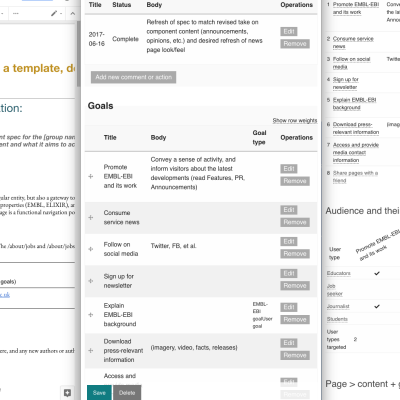 a template, d
tion:
nt spec for the [group nam
ent and what it aims to ac
ular entity, but also a gateway to
properties (EMBL, ELIXIR), an
age is a functional navigation po
The /about/jobs and /about/jobs
goals)
c.uk
here, and any new authors or auth
Title Status Body Operations
2017-06-16 Complete Refresh of spec to match revised take on
component content (announcements,
opinions, etc.) and desired refresh of news
page look/feel
Edit
Remove
Add new comment or action
Goals
Show row weights
Title Body Goal type Operations
Promote
EMBL-EBI
and its work
Convey a sense of activity, and
inform visitors about the latest
developments (read Features, PR,
Announcements)
Edit
Remove
Consume
service news
Edit
Remove
Follow on
social media
Twitter, FB, et al.
Edit
Remove
Sign up for
newsletter
Edit
Remove
Explain
EMBL-EBI
background
EMBL-
EBI
goalUser
goal
Edit
Remove
Download
press-relevant
information
(imagery, video, facts, releases)
Edit
Remove
Access and
Edit
Remove
Save
Delete
1 Promote EMBL-EBI
and its work
Conve
the la
Annou
2 Consume service
news
3 Follow on social
media
Twitte
4 Sign up for
newsletter
5 Explain EMBL-EBI
background
6 Download press-
relevant information
(imag
7 Access and provide
media contact
information
8 Share pages with a
friend
Audience and thei
User
type
Promote EMBL-EBI
and its work
Educators
Job
seeker
Journalist
Students
User
types
targeted
2
Page > content + g